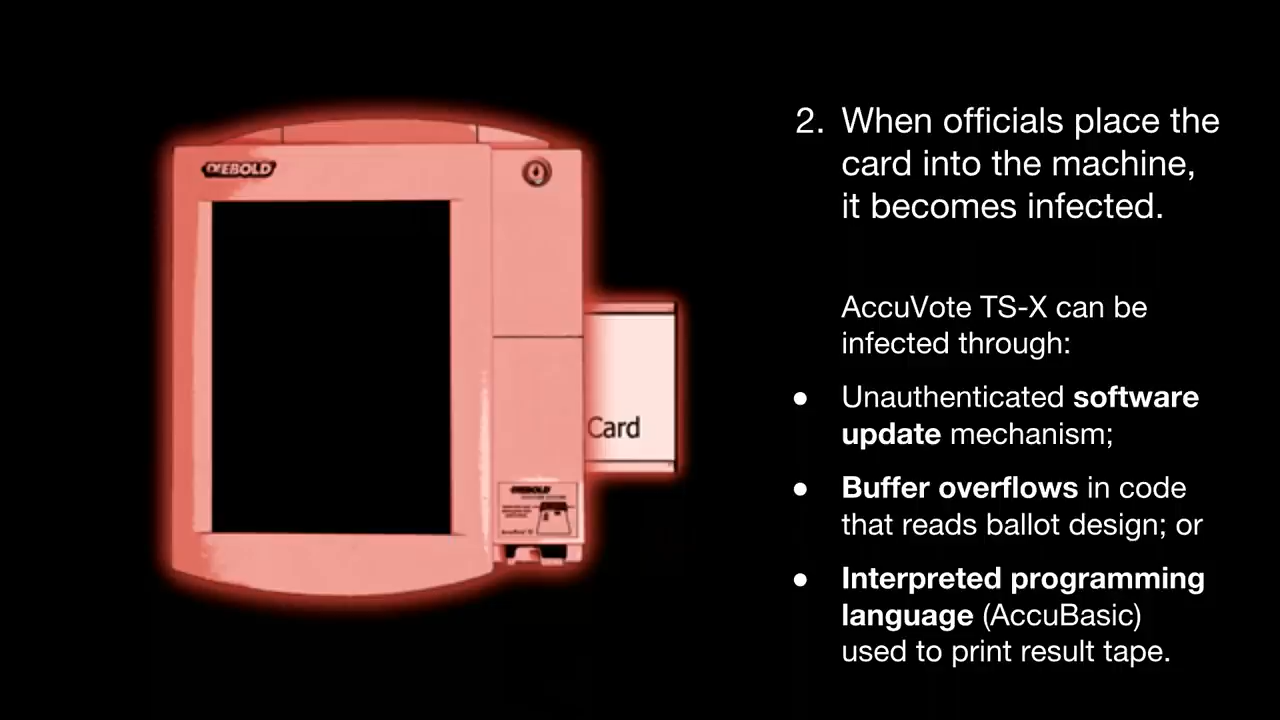 DIEBOLD
Card
DIEBOLD
2. When officials place the
card into the machine,
it becomes infected.
AccuVote TS-X can be
infected through:
● Unauthenticated software
update mechanism;
● Buffer overflows in code
that reads ballot design; or
● Interpreted programming
language (AccuBasic)
used to print result tape.